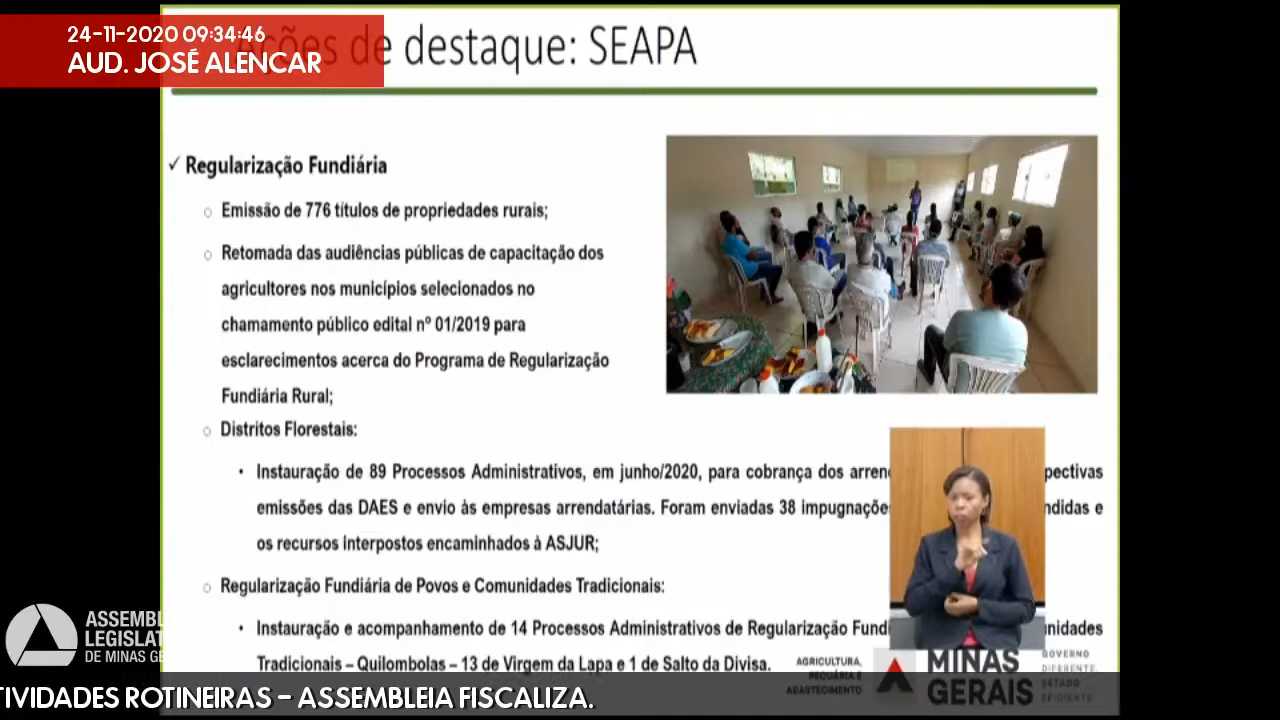 24-11-2020 09:34:46
AUD. JOSÉ ALENCAR
Ações de destaque: SEAPA
✓ Regularização Fundiária
○ Emissão de 776 títulos de propriedades rurais;
○ Retomada das audiências públicas de capacitação dos
agricultores nos municípios selecionados no
chamamento público edital nº 01/2019 para
esclarecimentos acerca do Programa de Regularização
Fundiária Rural;
○ Distritos Florestais:
• Instauração de 89 Processos Administrativos, em junho/2020, para cobrança dos arren pectivas
emissões das DAES e envio às empresas arrendatárias. Foram enviadas 38 impugnaçõe ndidas e
os recursos interpostos encaminhados à ASJUR;
○ Regularização Fundiária de Povos e Comunidades Tradicionais:
• Instauração e acompanhamento de 14 Processos Administrativos de Regularização Fundi nidades
Tradicionais – Quilombolas – 13 de Virgem da Lapa e 1 de Salto da Divisa.
ASSEMBL
LEGISLAT
DE MINAS GE
AGRICULTURA,
PECUÁRIA E
ABASTECIMENTO
MINAS
GERAIS
GOVERNO
DIFERENTE.
ESTADO
EFICIENTE.
TIVIDADES ROTINEIRAS – ASSEMBLEIA FISCALIZA.